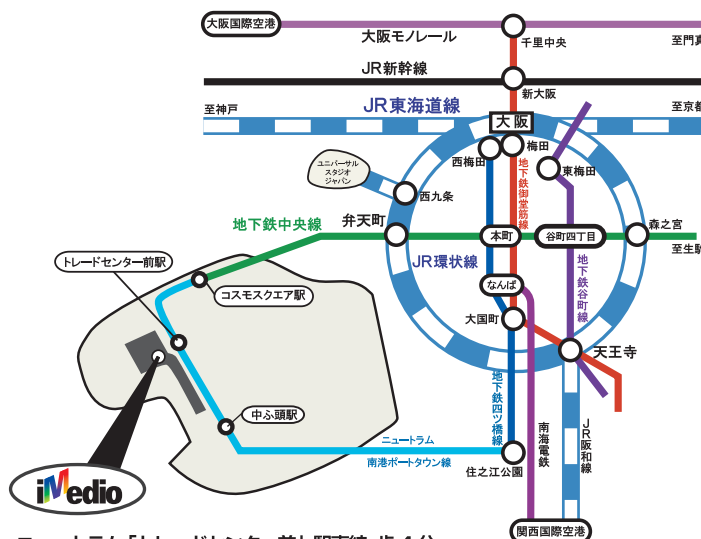 大阪国際空港
大阪モノレール
千里中央
至門真
JR新幹線
新大阪
至神戸
JR東海道線
至京都
大阪
西梅田
梅田
東梅田
ユニバーサル
スタジオ
ジャパン
西九条
地下鉄御堂筋線
地下鉄中央線
弁天町
本町
谷町四丁目
森之宮
至生駒
トレードセンター前駅
JR環状線
地下鉄谷町線
コスモスクエア駅
なんば
大国町
天王寺
地下鉄四ツ橋線
中ふ頭駅
ニュートラム
南港ポートタウン線
住之江公園
南海電鉄
JR阪和線
iMedio
関西国際空港